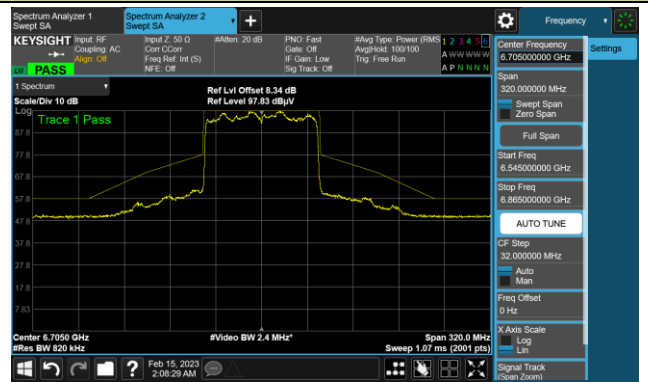 Spectrum Analyzer 1
Swept SA
Spectrum Analyzer 2
Swept SA
Frequency
KEYSIGHT
Input: RF
Coupling: AC
Align: Off
Input Z: 50 Ω
Corr CCorr
Freq Ref: Int (S)
NFE: Off
#Atten: 20 dB
PNO: Fast
Gate: Off
IF Gain: Low
Sig Track: Off
#Avg Type: Power (RMS
Avg|Hold: 100/100
Trig: Free Run
1 2 3 4 5 6
A W W W W W
A P N N N N
PASS
Center Frequency
6.705000000 GHz
Settings
Span
320.000000 MHz
Swept Span
Zero Span
Full Span
Start Freq
6.545000000 GHz
Stop Freq
6.865000000 GHz
AUTO TUNE
CF Step
32.000000 MHz
Auto
Man
Freq Offset
0 Hz
X Axis Scale
Log
Lin
Signal Track
(Span Zoom)
1 Spectrum
Scale/Div 10 dB
Ref Lvl Offset 8.34 dB
Ref Level 97.83 dBμV
Log
Trace 1 Pass
87.8
77.8
67.8
57.8
47.8
37.8
27.8
17.8
7.83
Center 6.7050 GHz
#Res BW 820 kHz
#Video BW 2.4 MHz*
Span 320.0 MHz
Sweep 1.07 ms (2001 pts)
?
Feb 15, 2023
2:08:29 AM